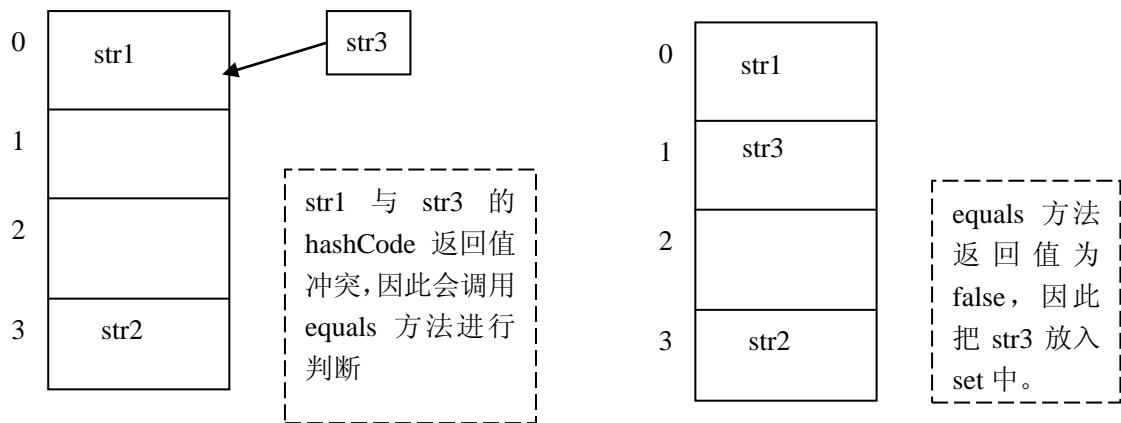 0
str1
str3
1
2
3
str2
str1 与 str3 的
hashCode 返回值
冲突，因此会调用
equals 方法进行
判断
0
str1
1
str3
2
3
str2
equals 方法
返回值为
false，因此
把 str3 放入
set 中。